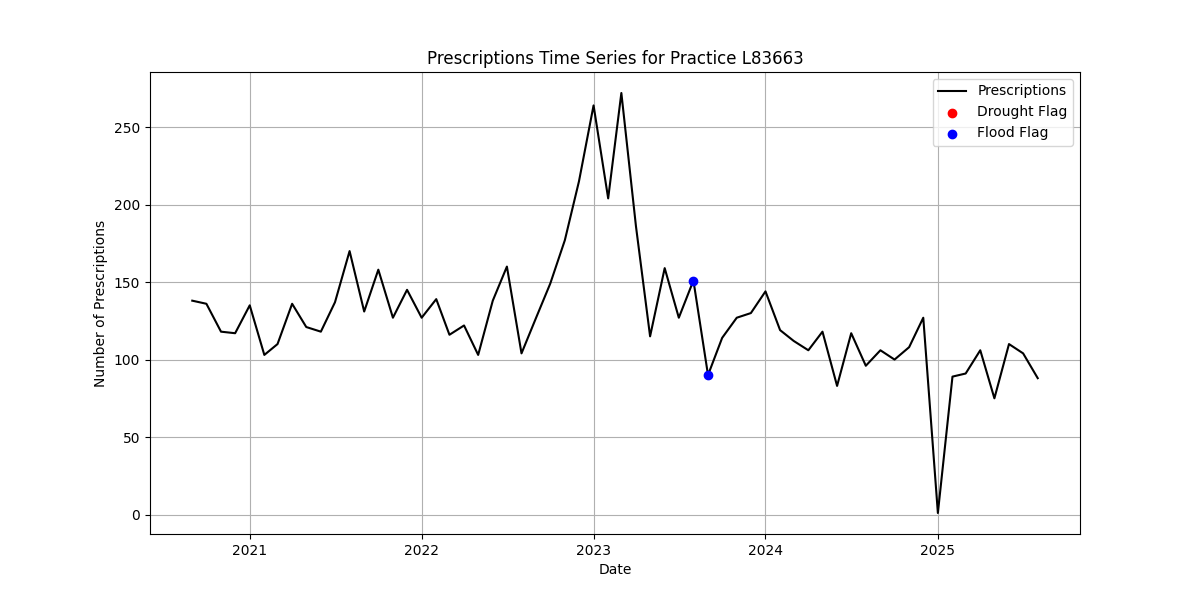 Prescriptions Time Series for Practice L83663
Prescriptions
Drought Flag
Flood Flag
Number of Prescriptions
250
200
150
100
50
0
2021
2022
2023
2024
2025
Date